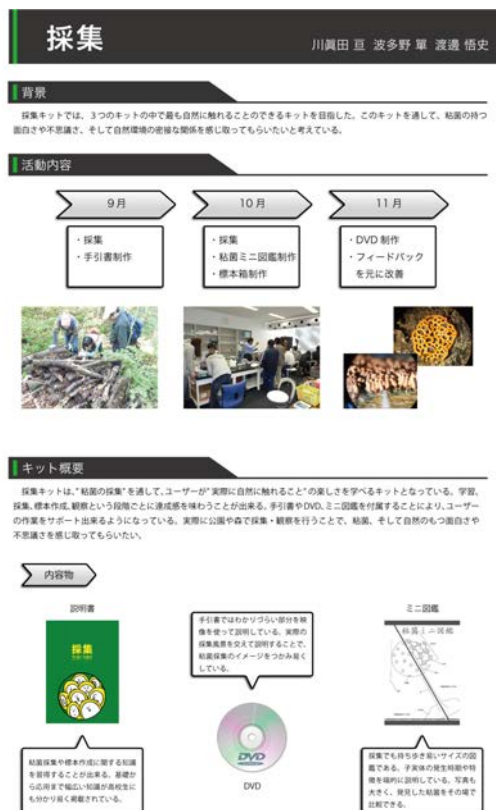 採集
川眞田 亘 波多野 單 渡邊 悟史
背景
採集キットでは、3つのキットの中で最も自然に触れることのできるキットを目指した。このキットを通して、粘菌の持つ
面白さや不思議さ、そして自然環境の密接な関係を感じ取ってもらいたいと考えている。
活動内容
9月
10月
11月
・採集
・手引書制作
・採集
・粘菌ミニ図鑑制作
・標本箱制作
・DVD 制作
・フィードバック
を元に改善
キット概要
採集キットは、"粘菌の採集"を通して、ユーザーが"実際に自然に触れること"の楽しさを学べるキットとなっている。学習、
採集、標本作成、観察という段階ごとに達成感を味わうことが出来る。手引書やDVD、ミニ図鑑を付属することにより、ユーザー
の作業をサポート出来るようになっている。実際に公園や森で採集・観察を行うことで、粘菌、そして自然のもつ面白さや
不思議さを感じ取ってもらいたい。
内容物
説明書
採集
粘菌採集や標本作成に関する知識
を習得することが出来る。基礎か
ら応用まで幅広い知識が高校生に
も分かり易く掲載されている。
手引書ではわかりづらい部分を映
像を使って説明している。実際の
採集風景を交えて説明することで、
粘菌採集のイメージをつかみ易く
している。
DVD
DVD
ミニ図鑑
粘菌ミニ図鑑
採集でも持ち歩き易いサイズの図
鑑である。子実体の発生時期や特
徴を端的に説明している。写真も
大きく、発見した粘菌をその場で
比較できる。